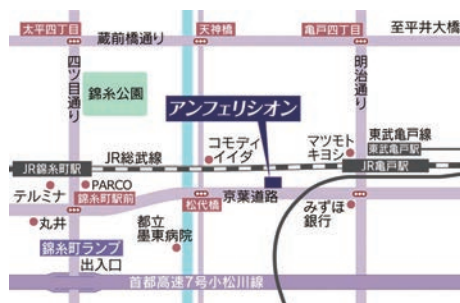 太平四丁目
天神橋
亀戸四丁目
至平井大橋
蔵前橋通り
四ツ目通り
明治通り
錦糸公園
アンフェリシオン
コモディ
イイダ
マツモト
キヨシ
東武亀戸線
東武亀戸駅
JR総武線
JR錦糸町駅
JR亀戸駅
テルミナ
PARCO
錦糸町駅前
京葉道路
松代橋
丸井
都立
墨東病院
みずほ
銀行
錦糸町ランプ
出入口
首都高速7号小松川線